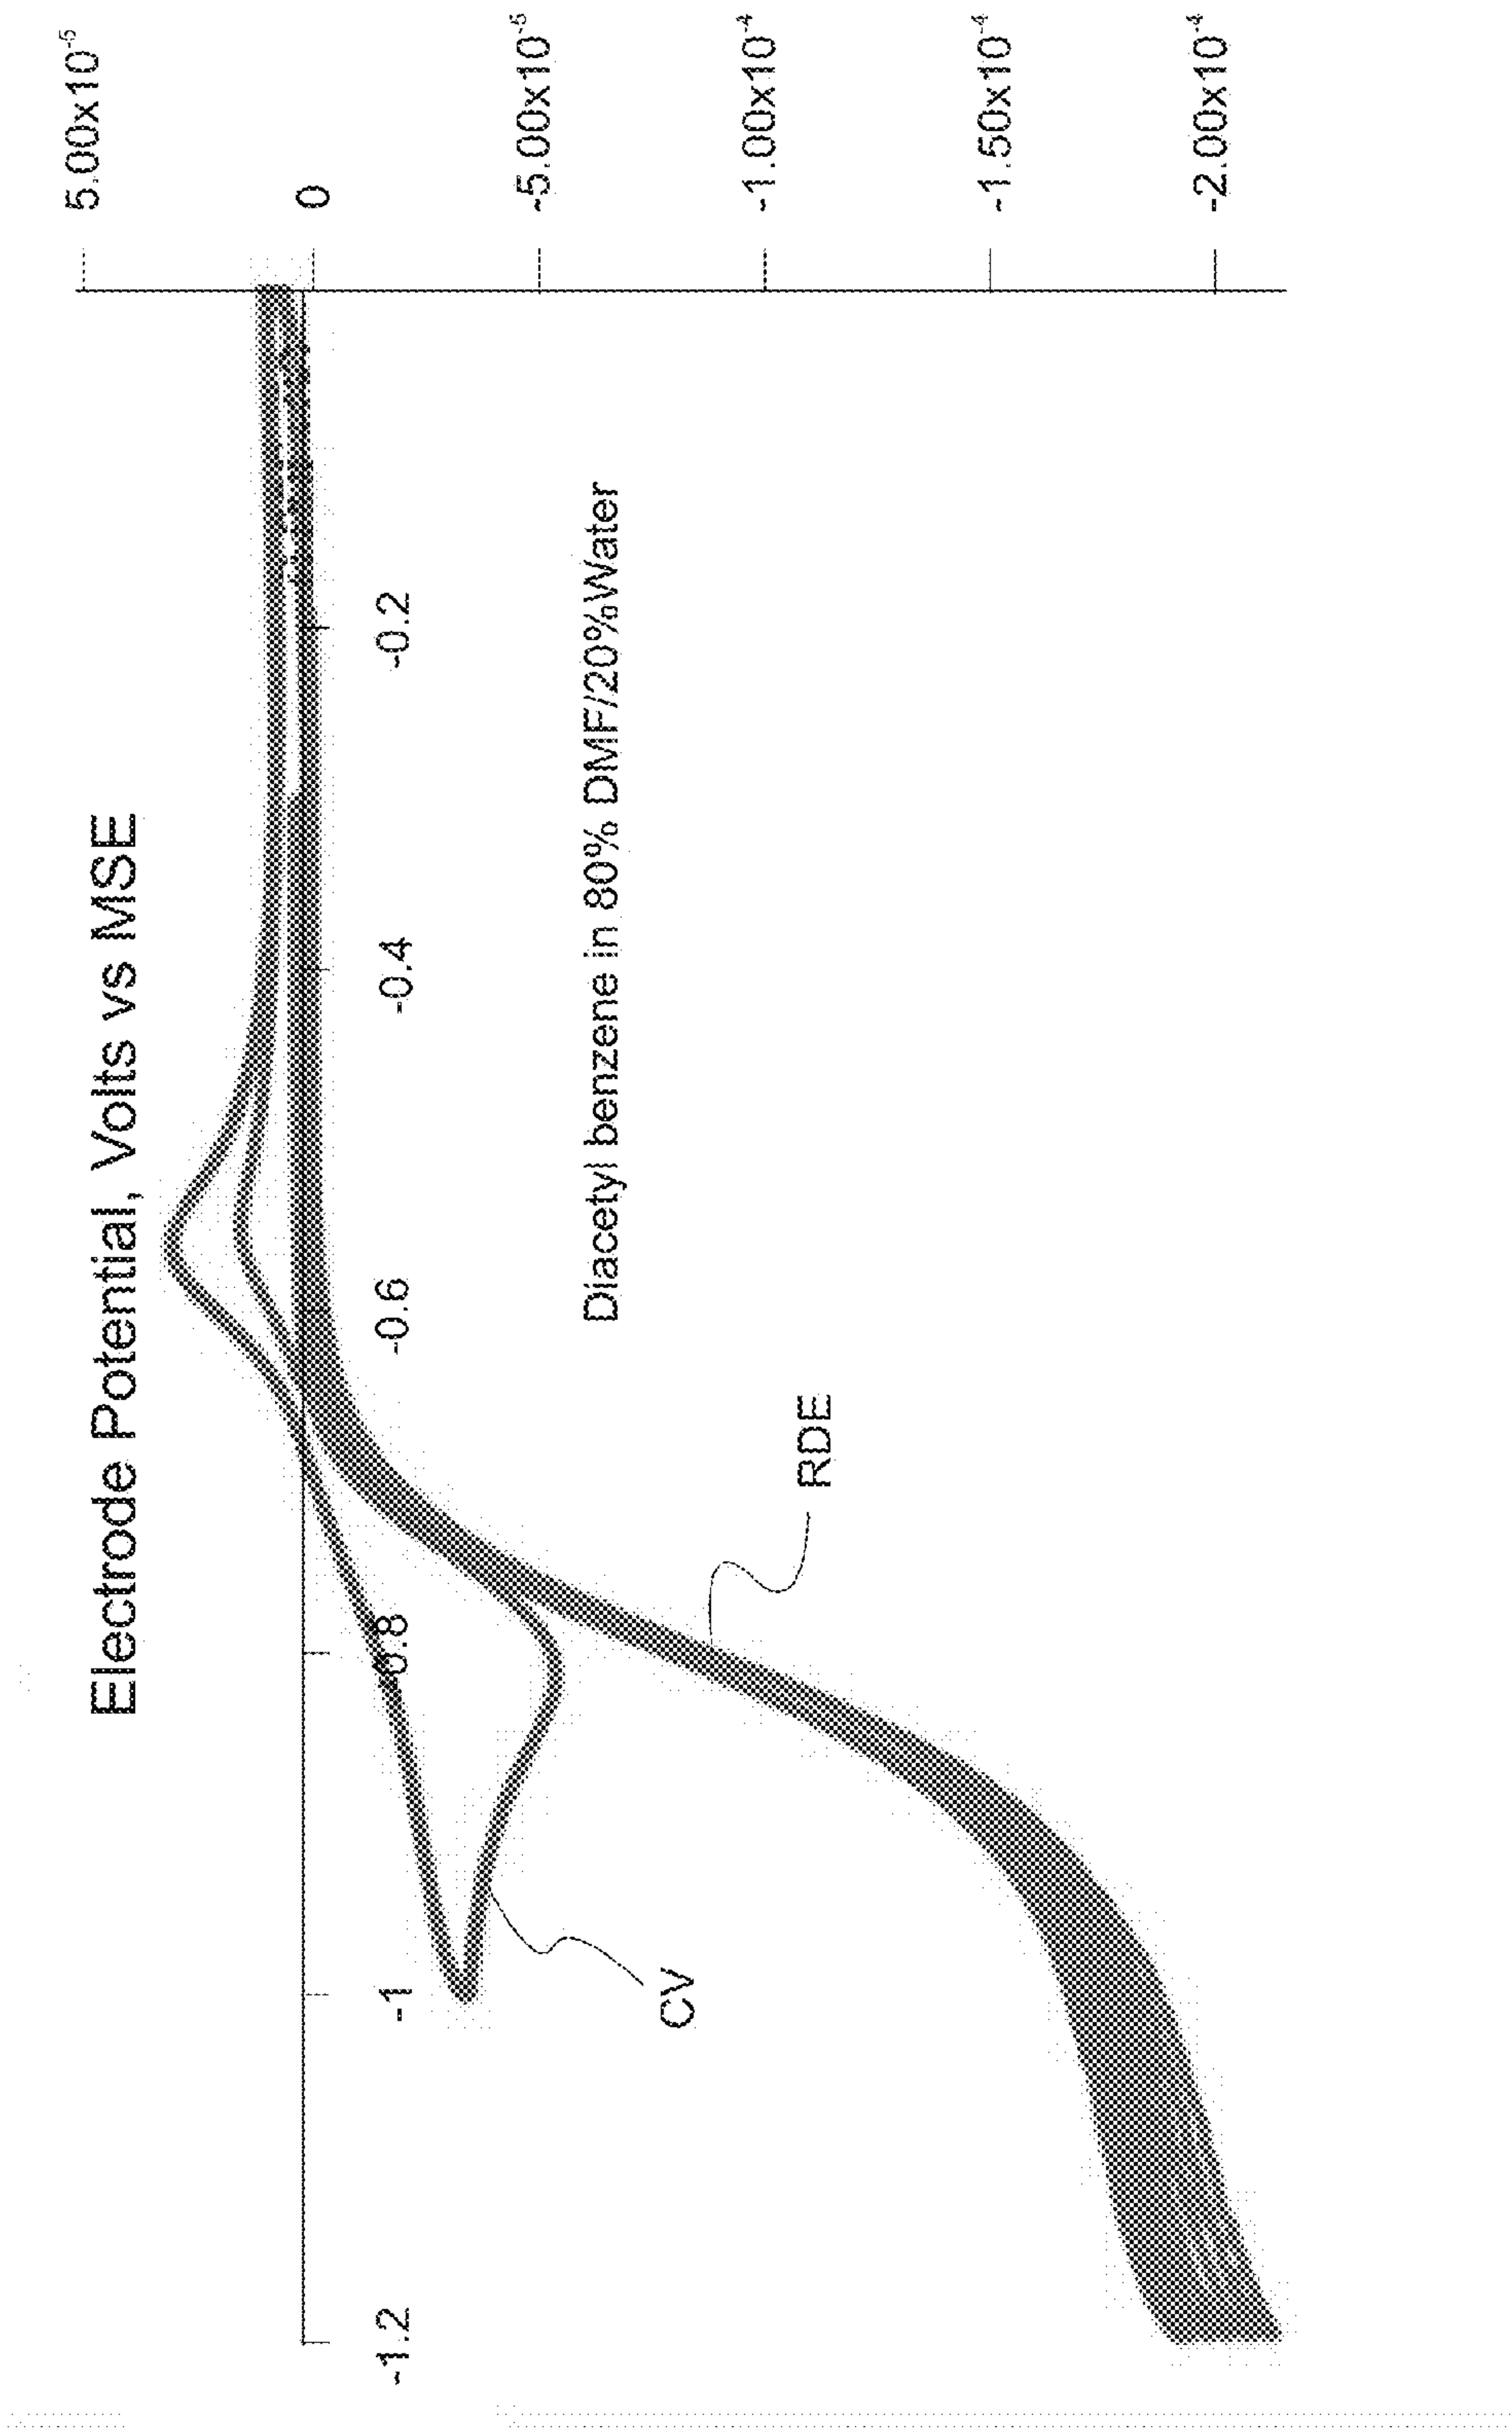 Electrode Potential, Volts vs MSE
5.00x10⁻⁵
0
-5.00x10⁻⁵
-1.00x10⁻⁴
-1.50x10⁻⁴
-2.00x10⁻⁴
-1.2
-1
-0.8
-0.6
-0.4
-0.2
Diacetyl benzene in 80% DMF/20%Water
RDE
CV